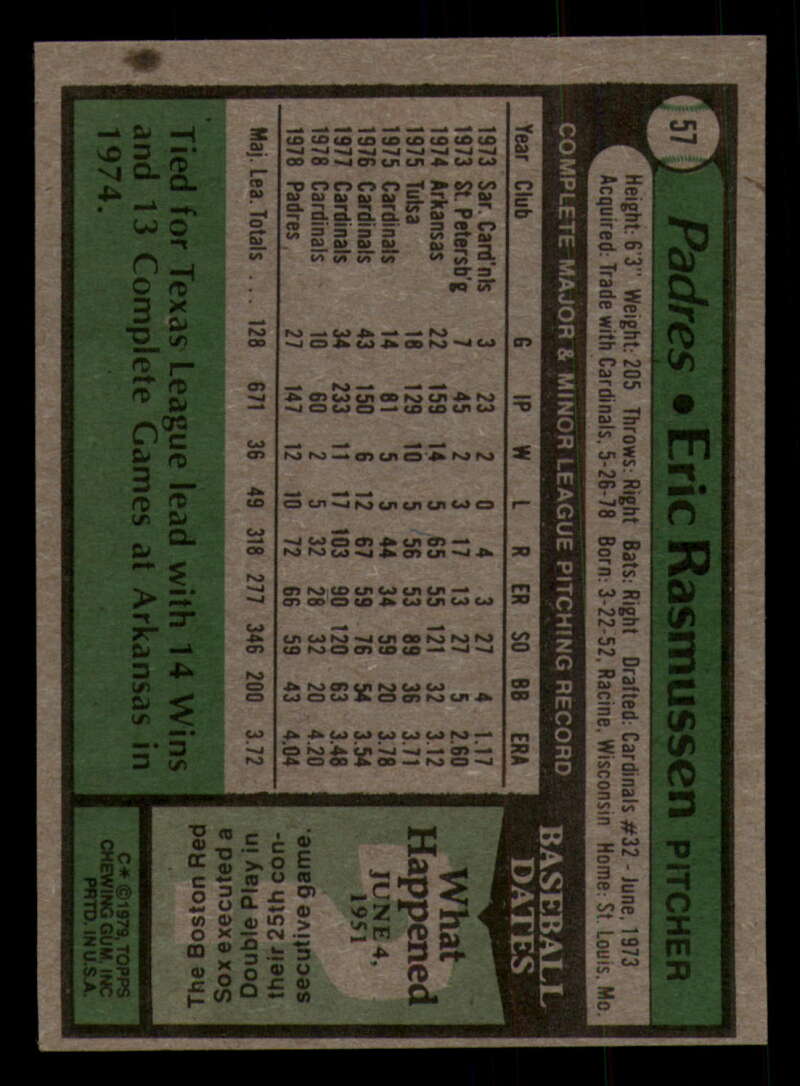 57
Padres • Eric Rasmussen PITCHER
Height: 6'3" Weight: 205 Throws: Right Bats: Right Drafted: Cardinals #32 - June, 1973
Acquired: Trade with Cardinals, 5-26-78 Born: 3-22-52, Racine, Wisconsin Home: St. Louis, Mo.
COMPLETE MAJOR & MINOR LEAGUE PITCHING RECORD
Year Club G IP W L R ER SO BB ERA
1973 Sar. Card'nls 3 23 2 0 4 3 27 4 1.17
1973 St. Petersb'g 7 45 2 3 17 13 27 5 2.60
1974 Arkansas 22 159 14 5 65 55 121 32 3.12
1975 Tulsa 18 129 10 5 56 53 89 36 3.71
1975 Cardinals 14 81 5 5 44 34 59 20 3.78
1976 Cardinals 43 150 6 12 67 59 76 54 3.54
1977 Cardinals 34 233 11 17 103 90 120 63 3.48
1978 Cardinals 10 60 2 5 32 28 32 20 4.20
1978 Padres 27 147 12 10 72 66 59 43 4.04
Maj. Lea. Totals . . . 128 671 36 49 318 277 346 200 3.72
Tied for Texas League lead with 14 Wins
and 13 Complete Games at Arkansas in
1974.
BASEBALL
DATES
What
Happened
JUNE 4,
1951
The Boston Red
Sox executed a
Double Play in
their 25th con-
secutive game.
C* ©1979, TOPPS
CHEWING GUM, INC
PRTD. IN U.S.A.